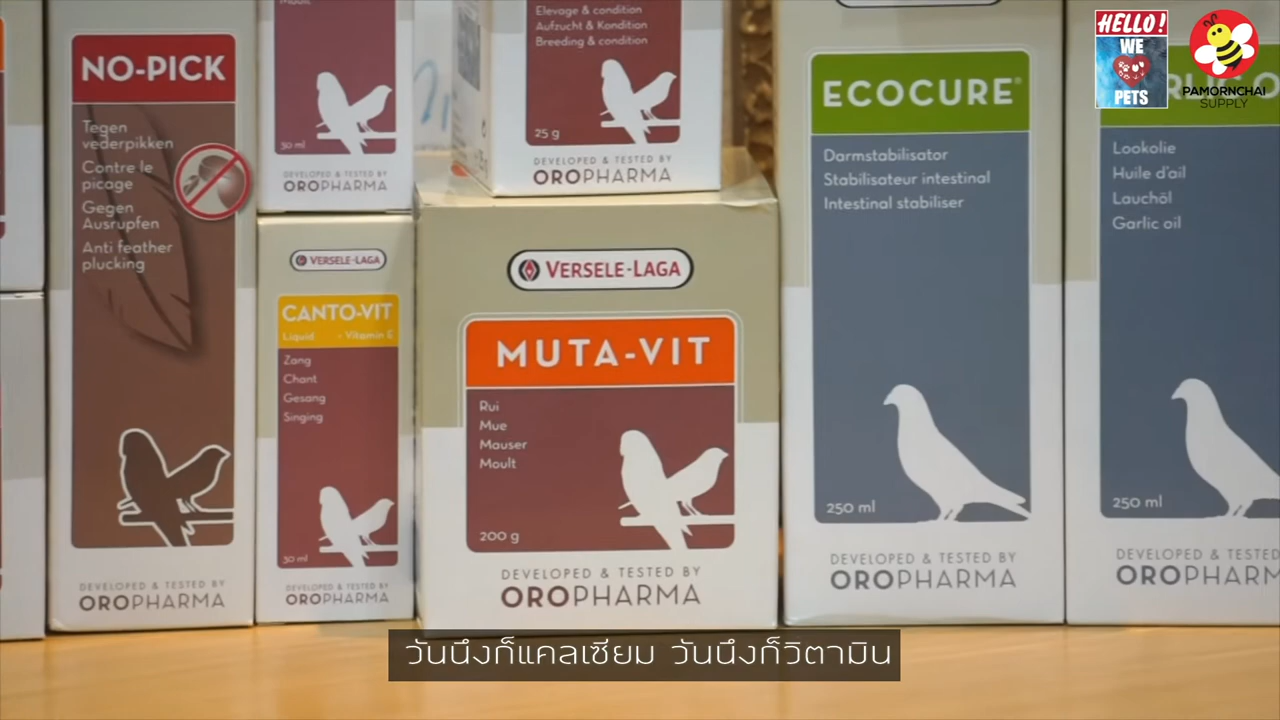 NO-PICK
Tegen
vederpikken
Contre le
picage
Gegen
Ausrupfen
Anti feather
plucking
DEVELOPED & TESTED BY
OROPHARMA
30 ml
DEVELOPED & TESTED BY
OROPHARMA
VERSELE-LAGA
CANTO-VIT
Liquid + Vitamin E
Zang
Chant
Gesang
Singing
30 ml
DEVELOPED & TESTED BY
OROPHARMA
Elevage & condition
Aufzucht & Kondition
Breeding & condition
25 g
DEVELOPED & TESTED BY
OROPHARMA
VERSELE-LAGA
MUTA-VIT
Rui
Mue
Mauser
Moult
200 g
DEVELOPED & TESTED BY
OROPHARMA
ECOCURE®
Darmstabilisator
Stabilisateur intestinal
Intestinal stabiliser
250 ml
DEVELOPED & TESTED BY
OROPHARMA
Lookolie
Huile d'ail
Lauchöl
Garlic oil
250 ml
DEVELOPED & TESTED
OROPHARM
HELLO!
WE
PETS
PAMORNCHAI
SUPPLY
วันนึงก็แคลเซียม วันนึงก็วิตามิน